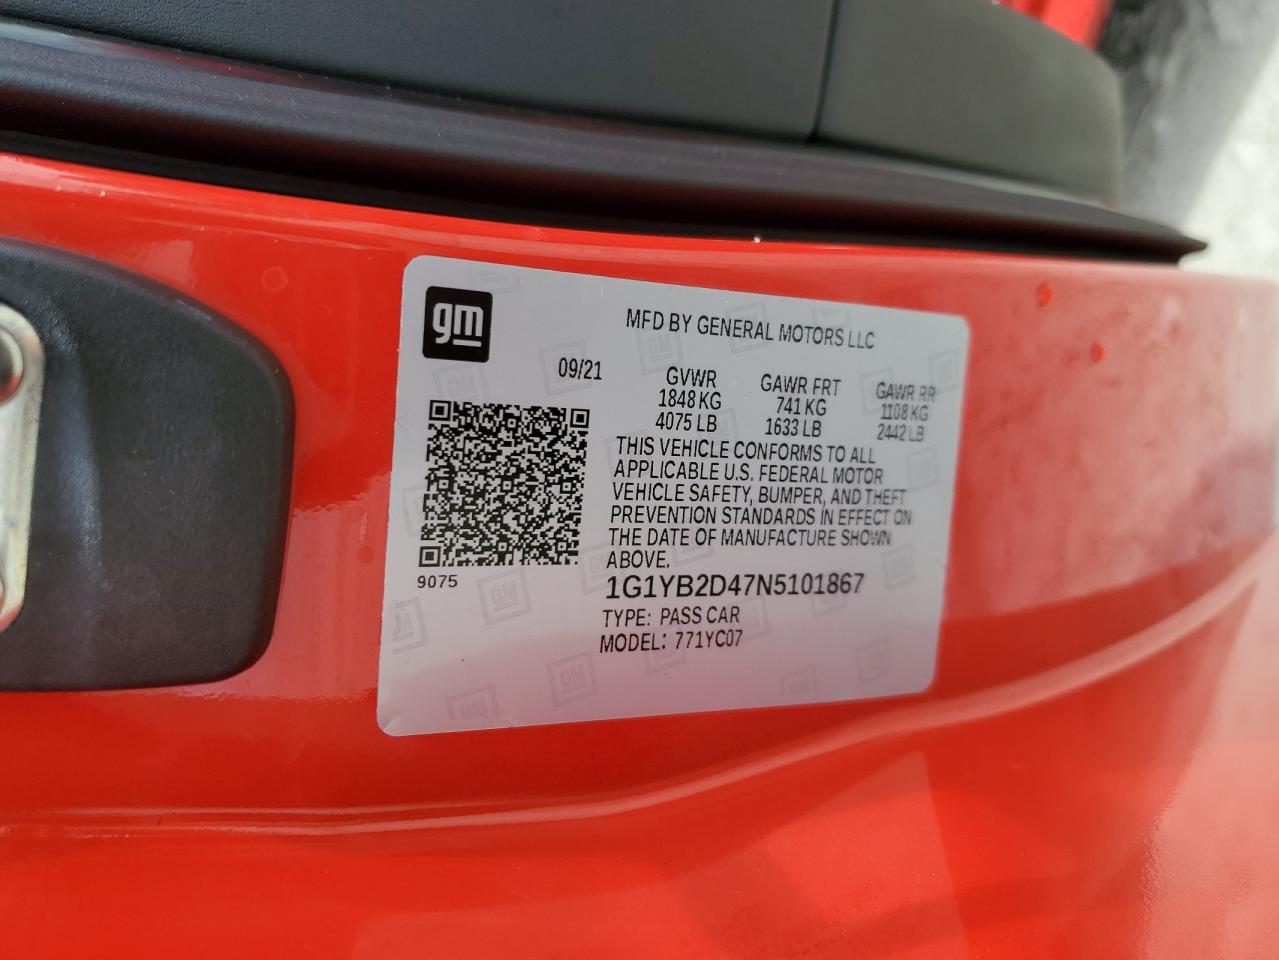 gm
MFD BY GENERAL MOTORS LLC
09/21
GVWR GAWR FRT GAWR RR
1848 KG 741 KG 1108 KG
4075 LB 1633 LB 2442 LB
THIS VEHICLE CONFORMS TO ALL
APPLICABLE U.S. FEDERAL MOTOR
VEHICLE SAFETY, BUMPER, AND THEFT
PREVENTION STANDARDS IN EFFECT ON
THE DATE OF MANUFACTURE SHOWN
ABOVE.
9075
1G1YB2D47N5101867
TYPE: PASS CAR
MODEL: 771YC07